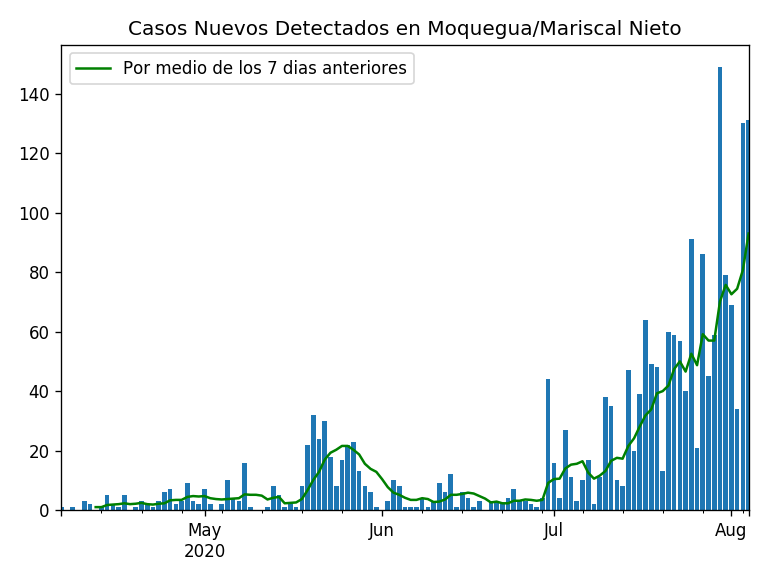 Casos Nuevos Detectados en Moquegua/Mariscal Nieto
Por medio de los 7 dias anteriores
140
120
100
80
60
40
20
0
May
2020
Jun
Jul
Aug